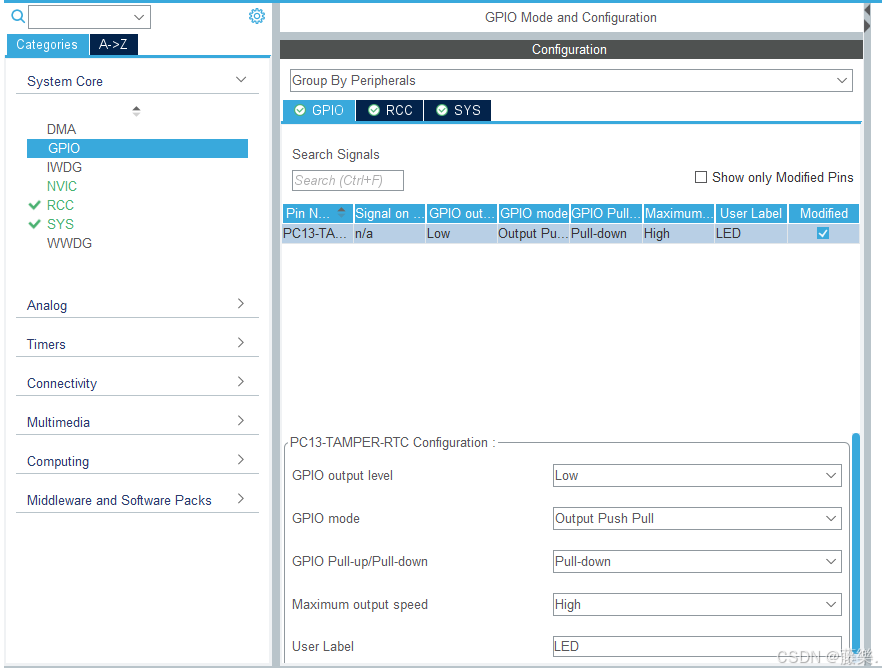 GPIO Mode and Configuration
Categories
A->Z
System Core
DMA
GPIO
IWDG
NVIC
RCC
SYS
WWDG
Analog
Timers
Connectivity
Multimedia
Computing
Middleware and Software Packs
Configuration
Group By Peripherals
GPIO RCC SYS
Search Signals
Search (Ctrl+F)
Show only Modified Pins
Pin N... Signal on ... GPIO out... GPIO mode GPIO Pull... Maximum... User Label Modified
PC13-TA... n/a Low Output Pu... Pull-down High LED
PC13-TAMPER-RTC Configuration :
GPIO output level Low
GPIO mode Output Push Pull
GPIO Pull-up/Pull-down Pull-down
Maximum output speed High
User Label LED
CSDN @藤樂.